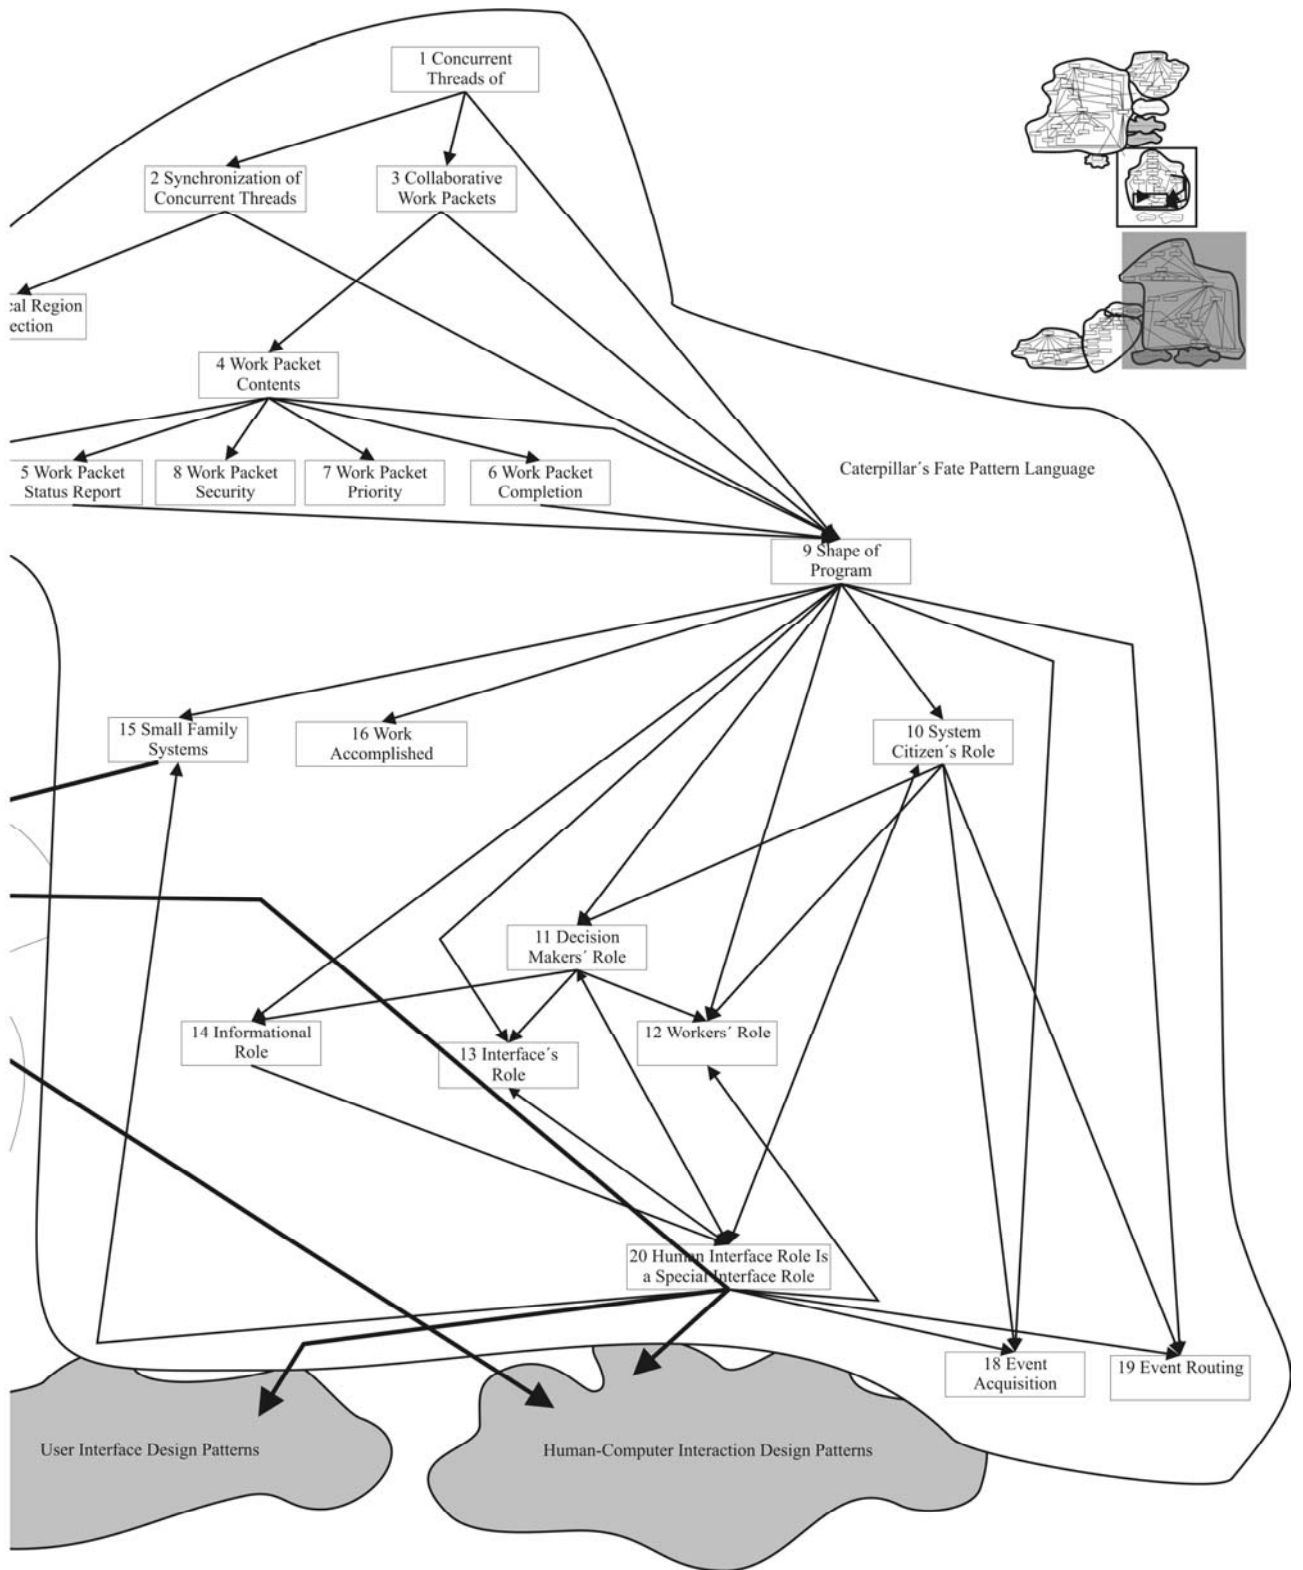 1 Concurrent
Threads of
2 Synchronization of
Concurrent Threads
3 Collaborative
Work Packets
cal Region
ection
4 Work Packet
Contents
5 Work Packet
Status Report
8 Work Packet
Security
7 Work Packet
Priority
6 Work Packet
Completion
Caterpillar´s Fate Pattern Language
9 Shape of
Program
15 Small Family
Systems
16 Work
Accomplished
10 System
Citizen´s Role
11 Decision
Makers´ Role
14 Informational
Role
13 Interface´s
Role
12 Workers´ Role
20 Human Interface Role Is
a Special Interface Role
18 Event
Acquisition
19 Event Routing
User Interface Design Patterns
Human-Computer Interaction Design Patterns